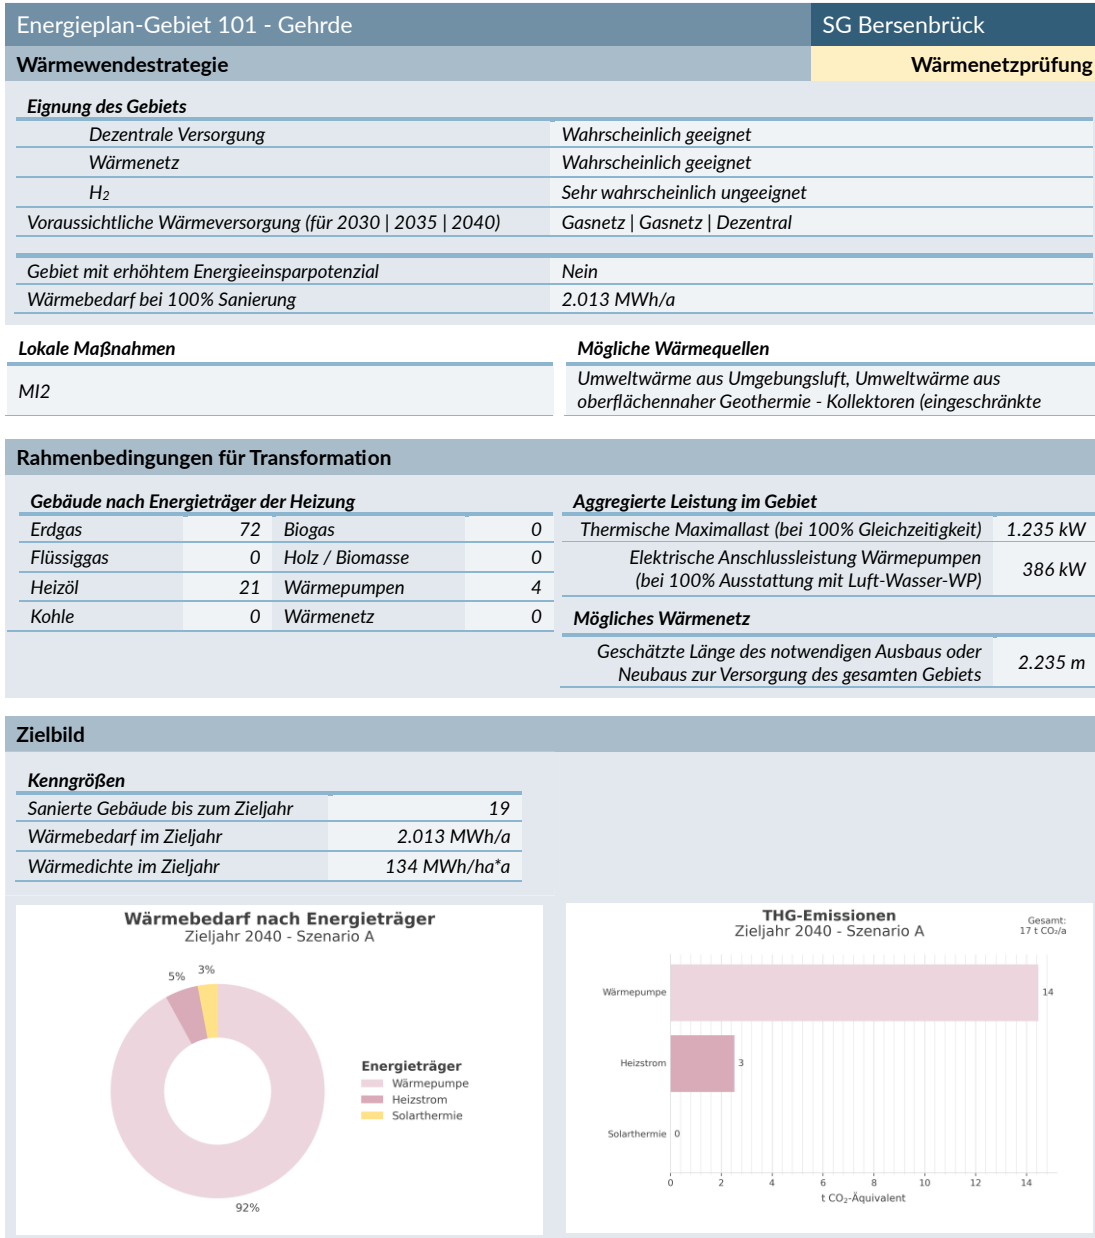 Energieplan-Gebiet 101 - Gehrde
SG Bersenbrück
Wärmewendestrategie
Wärmenetzprüfung
Eignung des Gebiets
Dezentrale Versorgung
Wahrscheinlich geeignet
Wärmenetz
Wahrscheinlich geeignet
H₂
Sehr wahrscheinlich ungeeignet
Voraussichtliche Wärmeversorgung (für 2030 | 2035 | 2040)
Gasnetz | Gasnetz | Dezentral
Gebiet mit erhöhtem Energieeinsparpotenzial
Nein
Wärmebedarf bei 100% Sanierung
2.013 MWh/a
Lokale Maßnahmen
MI2
Mögliche Wärmequellen
Umweltwärme aus Umgebungsluft, Umweltwärme aus
oberflächennaher Geothermie - Kollektoren (eingeschränkte
Rahmenbedingungen für Transformation
Gebäude nach Energieträger der Heizung
Erdgas 72 Biogas 0
Flüssiggas 0 Holz / Biomasse 0
Heizöl 21 Wärmepumpen 4
Kohle 0 Wärmenetz 0
Aggregierte Leistung im Gebiet
Thermische Maximallast (bei 100% Gleichzeitigkeit) 1.235 kW
Elektrische Anschlussleistung Wärmepumpen
(bei 100% Ausstattung mit Luft-Wasser-WP)
386 kW
Mögliches Wärmenetz
Geschätzte Länge des notwendigen Ausbaus oder
Neubaus zur Versorgung des gesamten Gebiets
2.235 m
Zielbild
Kenngrößen
Sanierte Gebäude bis zum Zieljahr 19
Wärmebedarf im Zieljahr 2.013 MWh/a
Wärmedichte im Zieljahr 134 MWh/ha*a
Wärmebedarf nach Energieträger
Zieljahr 2040 - Szenario A
5%
3%
92%
Energieträger
Wärmepumpe
Heizstrom
Solarthermie
THG-Emissionen
Zieljahr 2040 - Szenario A
Gesamt:
17 t CO₂/a
Wärmepumpe 14
Heizstrom 3
Solarthermie 0
0 2 4 6 8 10 12 14
t CO₂-Äquivalent